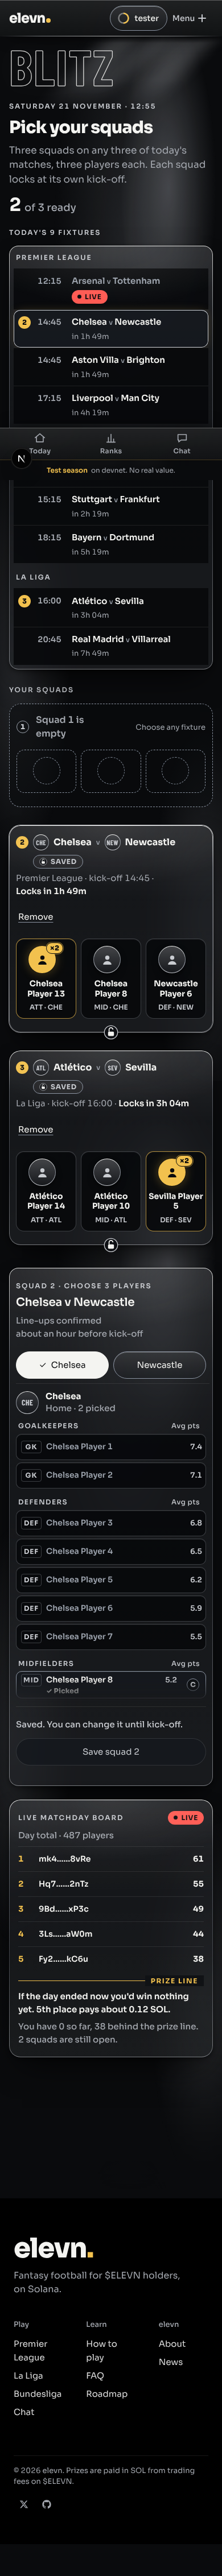 elevn.
tester
Menu
BLITZ
SATURDAY 21 NOVEMBER · 12:55
Pick your squads
Three squads on any three of today's
matches, three players each. Each squad
locks at its own kick-off.
2 of 3 ready
TODAY'S 9 FIXTURES
PREMIER LEAGUE
12:15 Arsenal v Tottenham
LIVE
2 14:45 Chelsea v Newcastle
in 1h 49m
14:45 Aston Villa v Brighton
in 1h 49m
17:15 Liverpool v Man City
in 4h 19m
Today Ranks Chat
N
Test season on devnet. No real value.
15:15 Stuttgart v Frankfurt
in 2h 19m
18:15 Bayern v Dortmund
in 5h 19m
LA LIGA
3 16:00 Atlético v Sevilla
in 3h 04m
20:45 Real Madrid v Villarreal
in 7h 49m
YOUR SQUADS
1 Squad 1 is
empty
Choose any fixture
2 CHE Chelsea v NEW Newcastle
SAVED
Premier League · kick-off 14:45 ·
Locks in 1h 49m
Remove
×2
Chelsea
Player 13
ATT · CHE
Chelsea
Player 8
MID · CHE
Newcastle
Player 6
DEF · NEW
3 ATL Atlético v SEV Sevilla
SAVED
La Liga · kick-off 16:00 · Locks in 3h 04m
Remove
Atlético
Player 14
ATT · ATL
Atlético
Player 10
MID · ATL
×2
Sevilla Player
5
DEF · SEV
SQUAD 2 · CHOOSE 3 PLAYERS
Chelsea v Newcastle
Line-ups confirmed
about an hour before kick-off
✓ Chelsea
Newcastle
CHE
Chelsea
Home · 2 picked
GOALKEEPERS Avg pts
GK Chelsea Player 1 7.4
GK Chelsea Player 2 7.1
DEFENDERS Avg pts
DEF Chelsea Player 3 6.8
DEF Chelsea Player 4 6.5
DEF Chelsea Player 5 6.2
DEF Chelsea Player 6 5.9
DEF Chelsea Player 7 5.5
MIDFIELDERS Avg pts
MID Chelsea Player 8 5.2 C
✓ Picked
Saved. You can change it until kick-off.
Save squad 2
LIVE MATCHDAY BOARD LIVE
Day total · 487 players
1 mk4......8vRe 61
2 Hq7......2nTz 55
3 9Bd......xP3c 49
4 3Ls......aW0m 44
5 Fy2......kC6u 38
PRIZE LINE
If the day ended now you'd win nothing
yet. 5th place pays about 0.12 SOL.
You have 0 so far, 38 behind the prize line.
2 squads are still open.
elevn.
Fantasy football for $ELEVN holders,
on Solana.
Play Learn elevn
Premier
League
La Liga
Bundesliga
Chat
How to
play
FAQ
Roadmap
About
News
© 2026 elevn. Prizes are paid in SOL from trading
fees on $ELEVN.